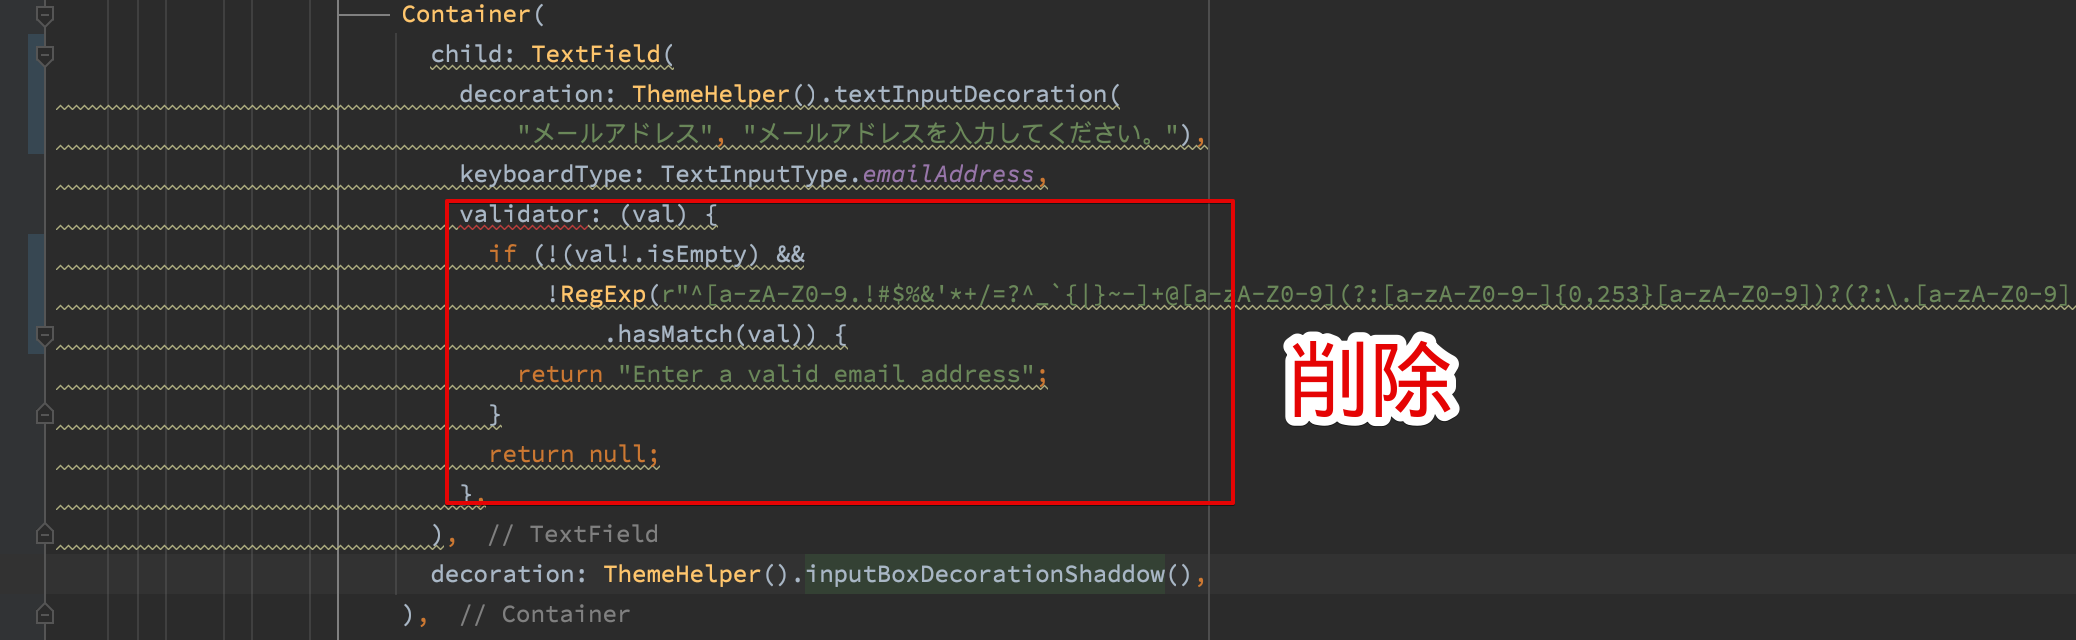 Container(
child: TextField(
decoration: ThemeHelper().textInputDecoration(
"メールアドレス", "メールアドレスを入力してください。"),
keyboardType: TextInputType.emailAddress,
validator: (val) {
if (!(val!.isEmpty) &&
!RegExp(r"^[a-zA-Z0-9.!#$%&'*+/=?^_`{|}~-]+@[a-zA-Z0-9](?:[a-zA-Z0-9-]{0,253}[a-zA-Z0-9])?(?:\.[a-zA-Z0-9]
.hasMatch(val)) {
return "Enter a valid email address";
}
return null;
},
), // TextField
decoration: ThemeHelper().inputBoxDecorationShaddow(),
), // Container
削除